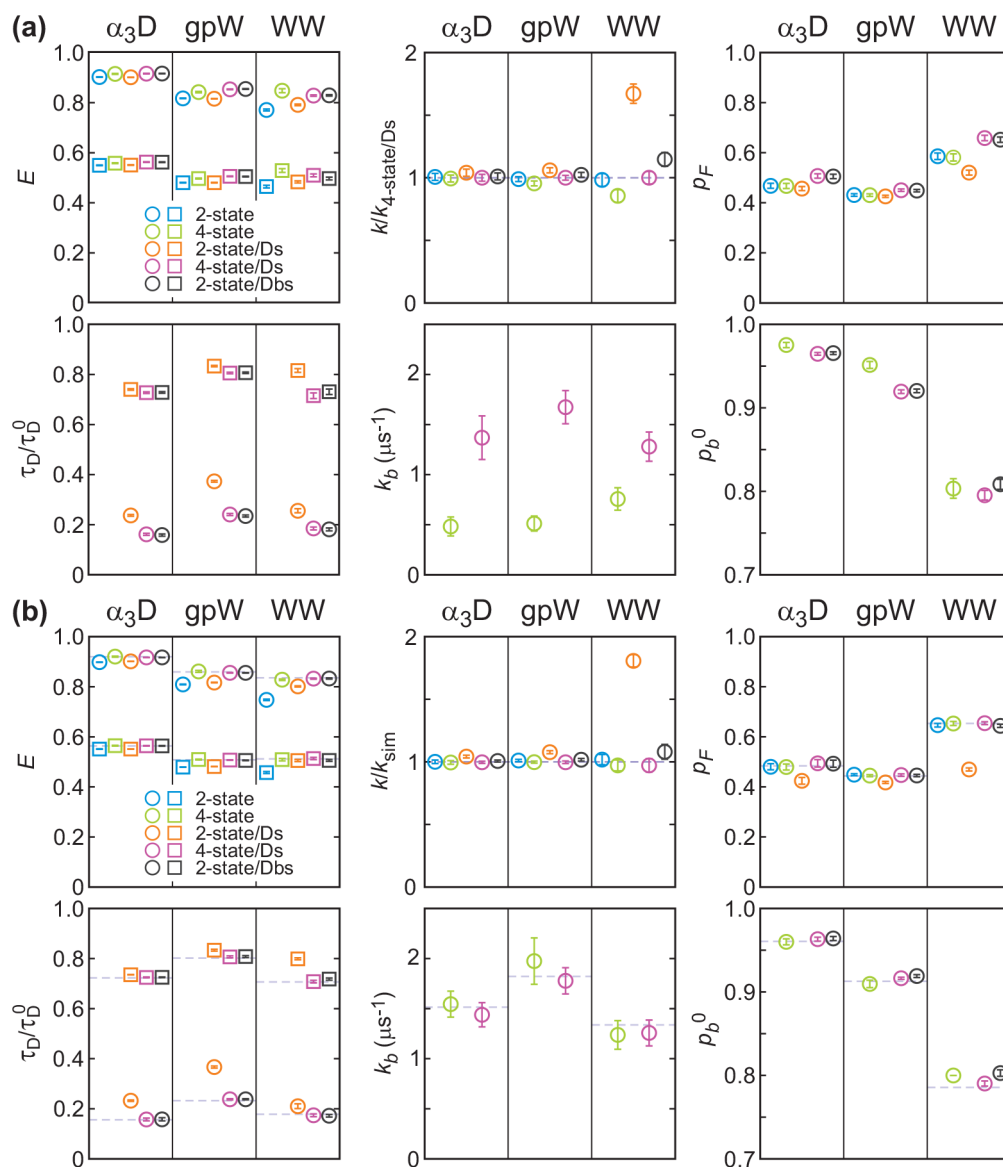 (a)
α₃D gpW WW
1.0
0.8
0.6
0.4
0.2
0
E
2-state
4-state
2-state/Ds
4-state/Ds
2-state/Dbs
WW
α₃D gpW WW
2
1
0
k/k4-state/Ds
α₃D gpW WW
1.0
0.8
0.6
0.4
0.2
0
pF
1.0
0.8
0.6
0.4
0.2
0
τD/τD⁰
2
1
0
kb (μs⁻¹)
1.0
0.9
0.8
0.7
pb⁰
(b)
α₃D gpW WW
1.0
0.8
0.6
0.4
0.2
0
E
2-state
4-state
2-state/Ds
4-state/Ds
2-state/Dbs
α₃D gpW WW
2
1
0
k/ksim
α₃D gpW WW
1.0
0.8
0.6
0.4
0.2
0
pF
1.0
0.8
0.6
0.4
0.2
0
τD/τD⁰
2
1
0
kb (μs⁻¹)
1.0
0.9
0.8
0.7
pb⁰